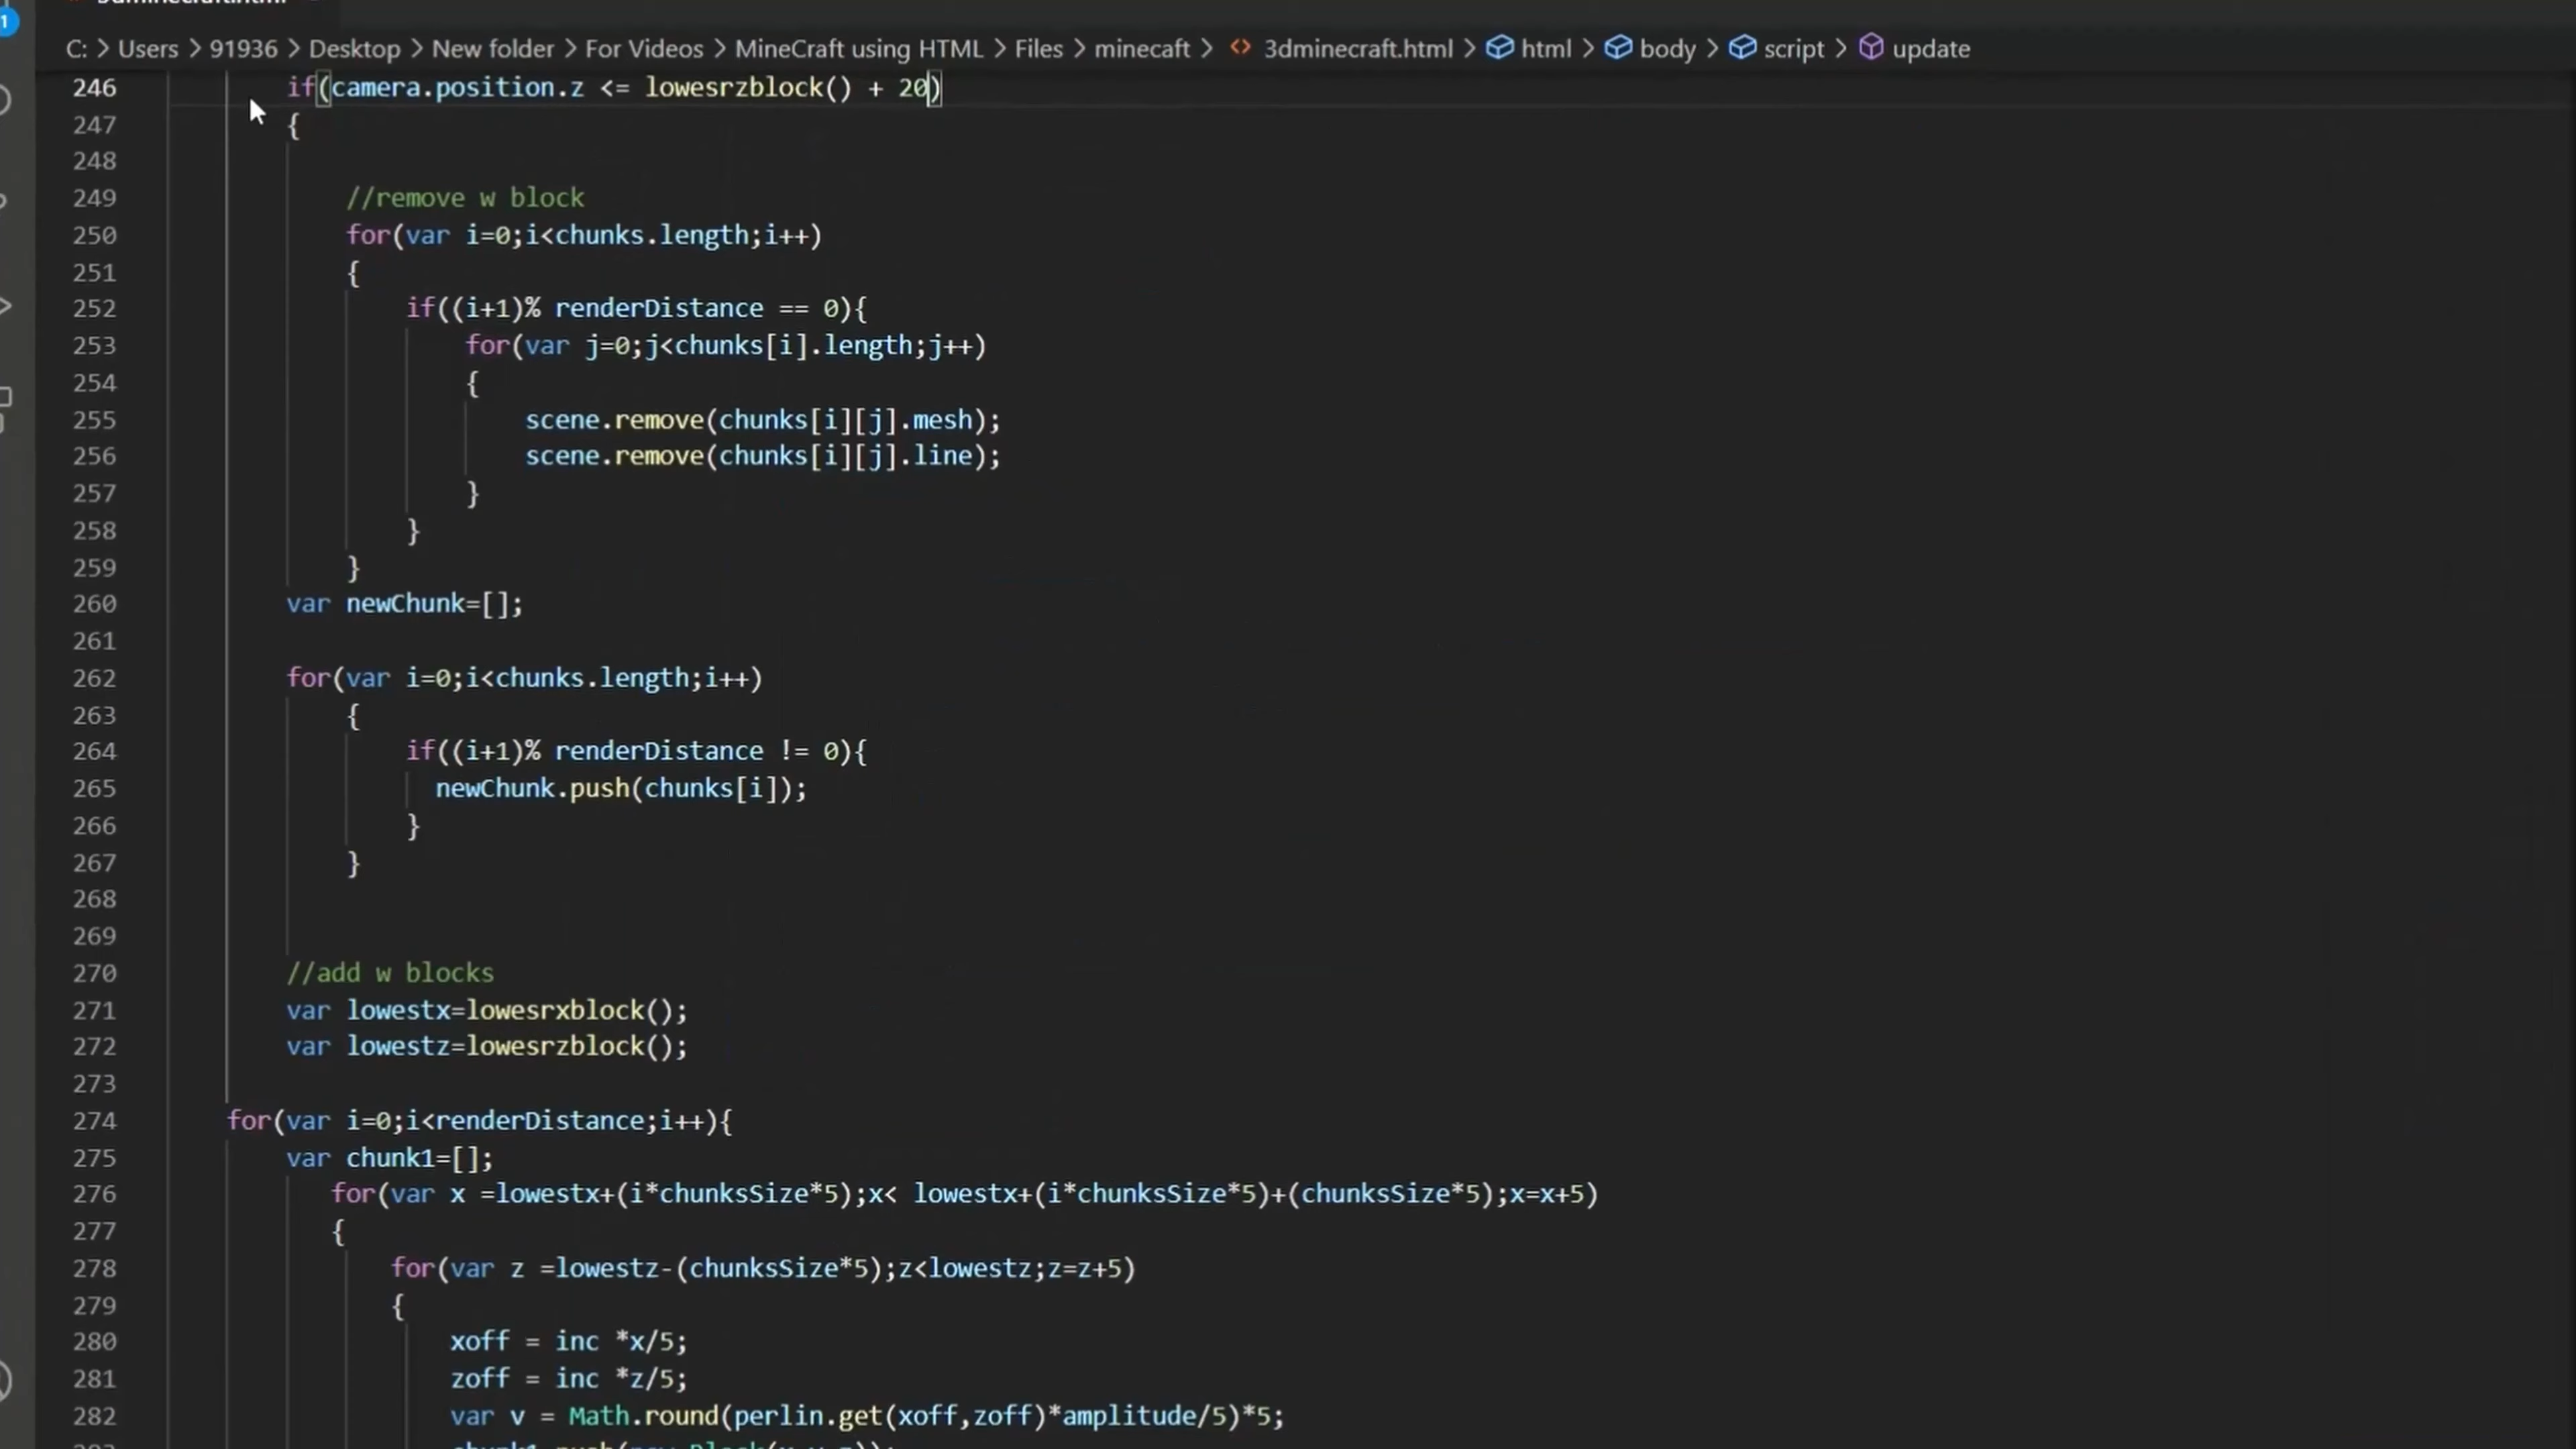 1
C: > Users > 91936 > Desktop > New folder > For Videos > MineCraft using HTML > Files > minecaft > <> 3dminecraft.html > html > body > script > update
246 if(camera.position.z <= lowesrzblock() + 20)
247 {
248
249 //remove w block
250 for(var i=0;i<chunks.length;i++)
251 {
252 if((i+1)% renderDistance == 0){
253 for(var j=0;j<chunks[i].length;j++)
254 {
255 scene.remove(chunks[i][j].mesh);
256 scene.remove(chunks[i][j].line);
257 }
258 }
259 }
260 var newChunk=[];
261
262 for(var i=0;i<chunks.length;i++)
263 {
264 if((i+1)% renderDistance != 0){
265 newChunk.push(chunks[i]);
266 }
267 }
268
269
270 //add w blocks
271 var lowestx=lowesrxblock();
272 var lowestz=lowesrzblock();
273
274 for(var i=0;i<renderDistance;i++){
275 var chunk1=[];
276 for(var x =lowestx+(i*chunksSize*5);x< lowestx+(i*chunksSize*5)+(chunksSize*5);x=x+5)
277 {
278 for(var z =lowestz-(chunksSize*5);z<lowestz;z=z+5)
279 {
280 xoff = inc *x/5;
281 zoff = inc *z/5;
282 var v = Math.round(perlin.get(xoff,zoff)*amplitude/5)*5;